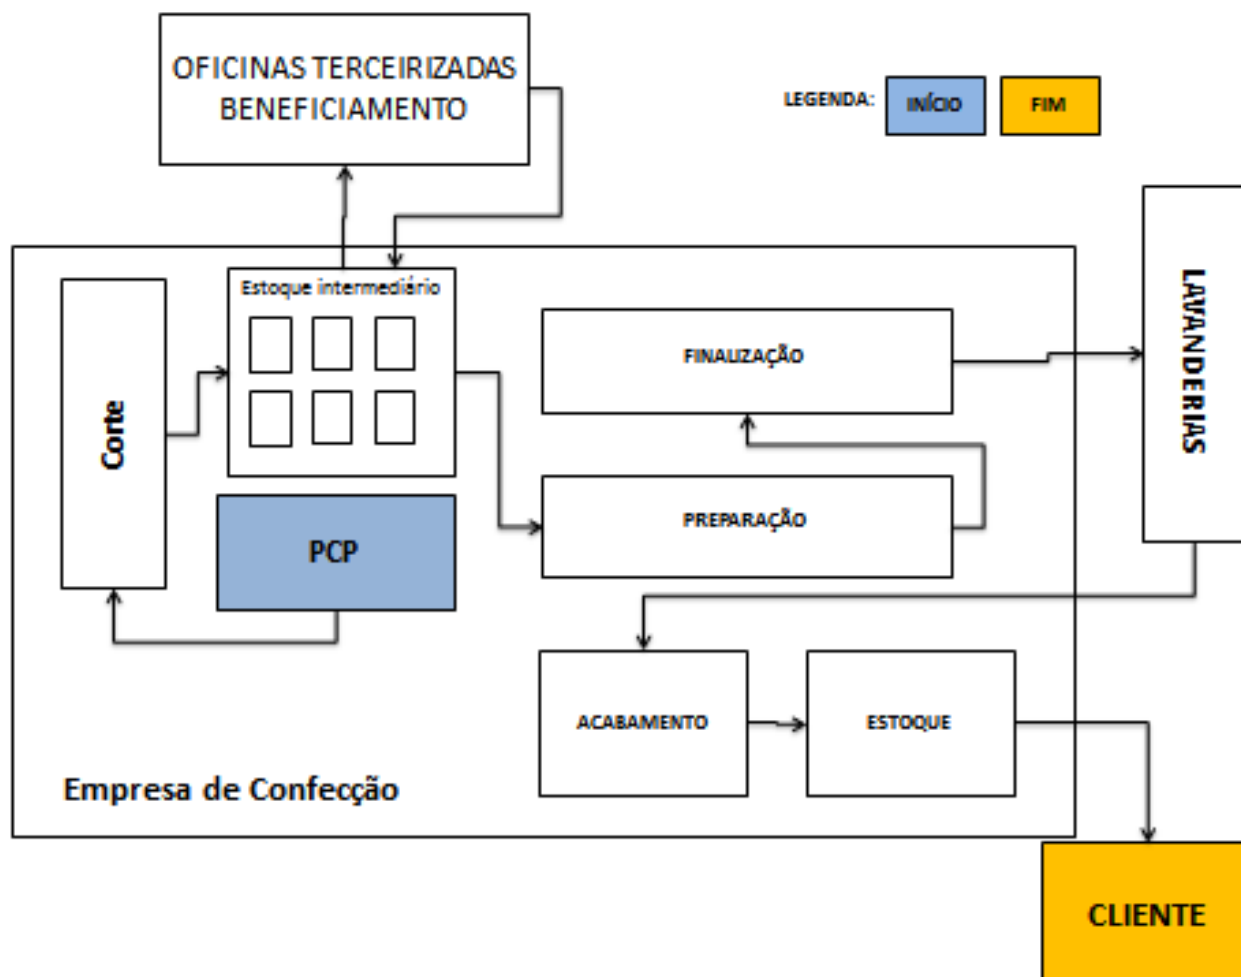 OFICINAS TERCEIRIZADAS
BENEFICIAMENTO
LEGENDA:
INÍCIO
FIM
Estoque intermediário
Corte
PCP
FINALIZAÇÃO
PREPARAÇÃO
LAVANDERIAS
ACABAMENTO
ESTOQUE
Empresa de Confecção
CLIENTE